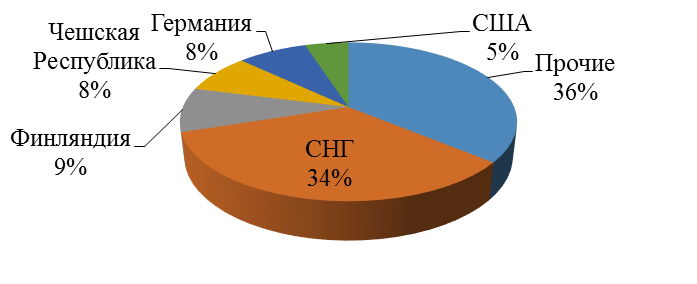 Чешская
Республика
8%
Германия
8%
США
5%
Прочие
36%
Финляндия
9%
СНГ
34%